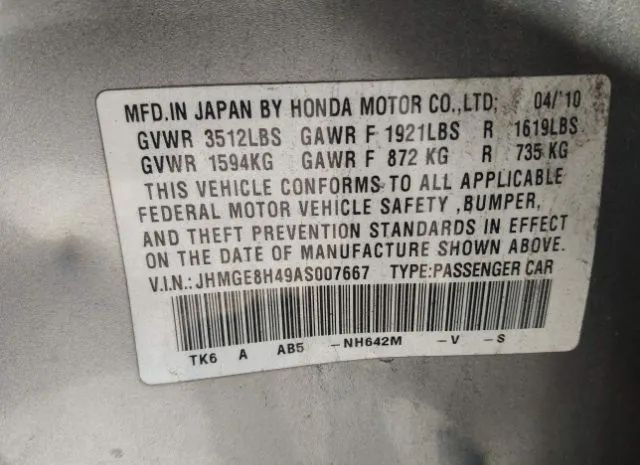 MFD.IN JAPAN BY HONDA MOTOR CO.,LTD; 04/'10
GVWR 3512LBS GAWR F 1921LBS R 1619LBS
GVWR 1594KG GAWR F 872 KG R 735 KG
THIS VEHICLE CONFORMS TO ALL APPLICABLE
FEDERAL MOTOR VEHICLE SAFETY ,BUMPER,
AND THEFT PREVENTION STANDARDS IN EFFECT
ON THE DATE OF MANUFACTURE SHOWN ABOVE.
V.I.N.: JHMGE8H49AS007667 TYPE:PASSENGER CAR
TK6 A AB5 -NH642M -V -S